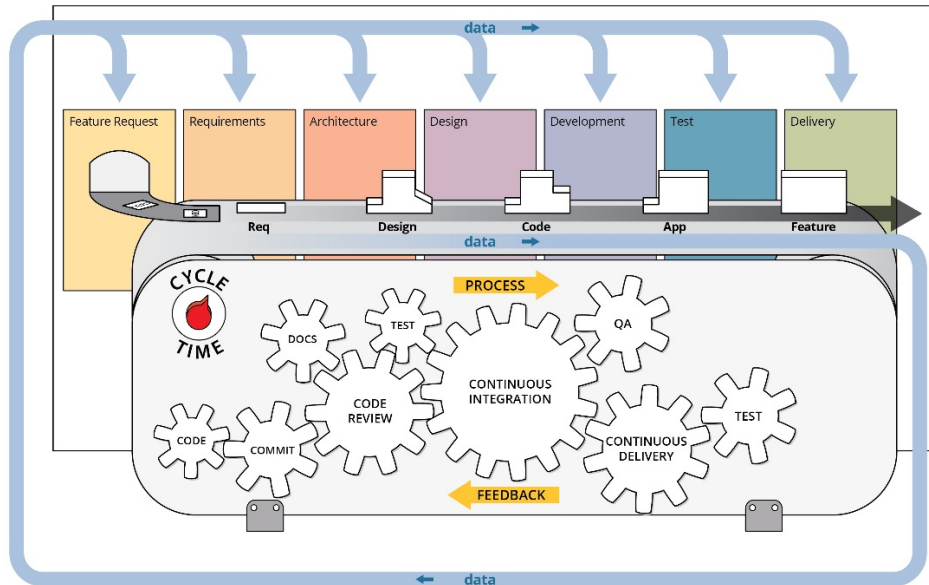 data
Feature Request
Requirements
Architecture
Design
Development
Test
Delivery
Req
Design
Code
App
Feature
data
CYCLE
TIME
PROCESS
DOCS
TEST
QA
CODE
REVIEW
CONTINUOUS
INTEGRATION
CODE
COMMIT
CONTINUOUS
DELIVERY
TEST
FEEDBACK
data